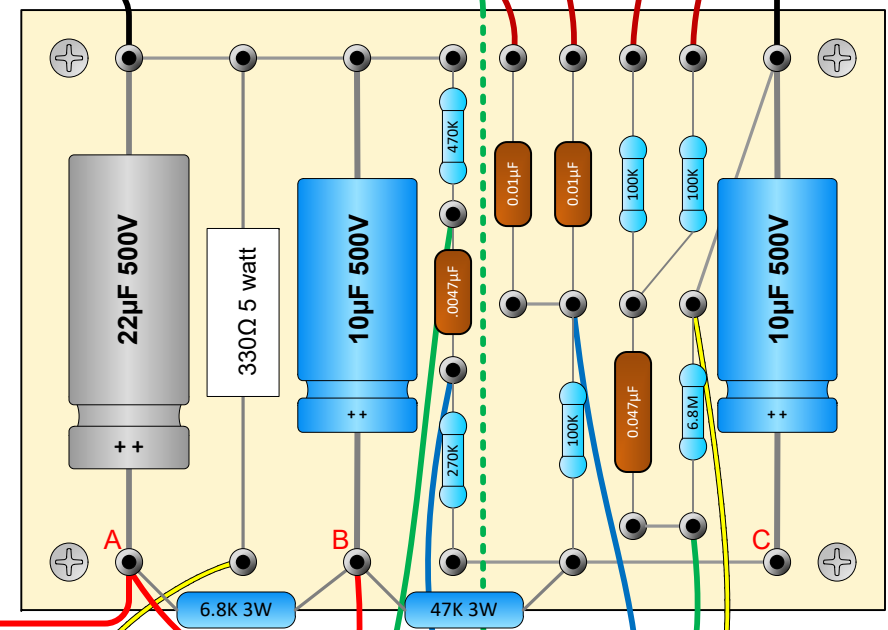 470K
0.01µF
0.01µF
100K
100K
22µF 500V
330Ω 5 watt
10µF 500V
.0047µF
10µF 500V
0.047µF
6.8M
100K
270K
++
++
++
A
B
C
6.8K 3W
47K 3W